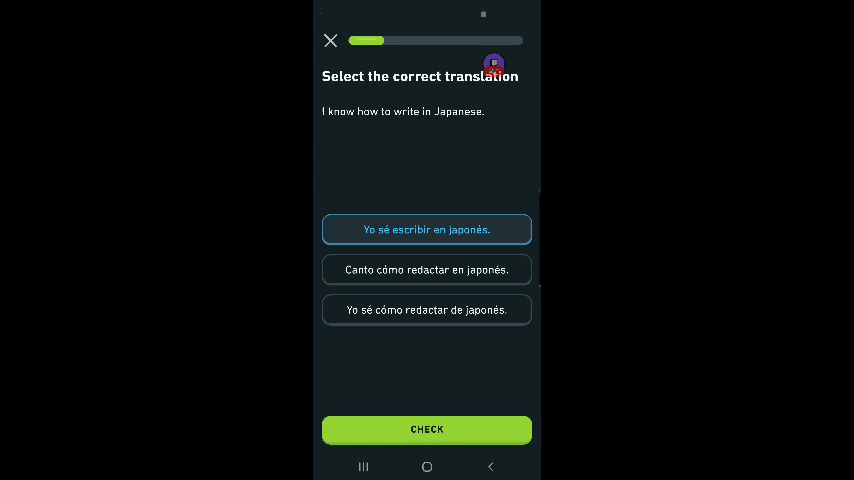 Select the correct translation
I know how to write in Japanese.
Yo sé escribir en japonés.
Canto cómo redactar en japonés.
Yo sé cómo redactar de japonés.
CHECK